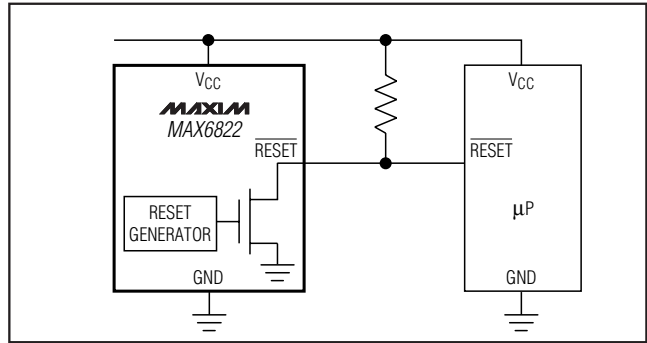 VCC
MAXIM
MAX6822
RESET
RESET
GENERATOR
GND
VCC
RESET
μP
GND